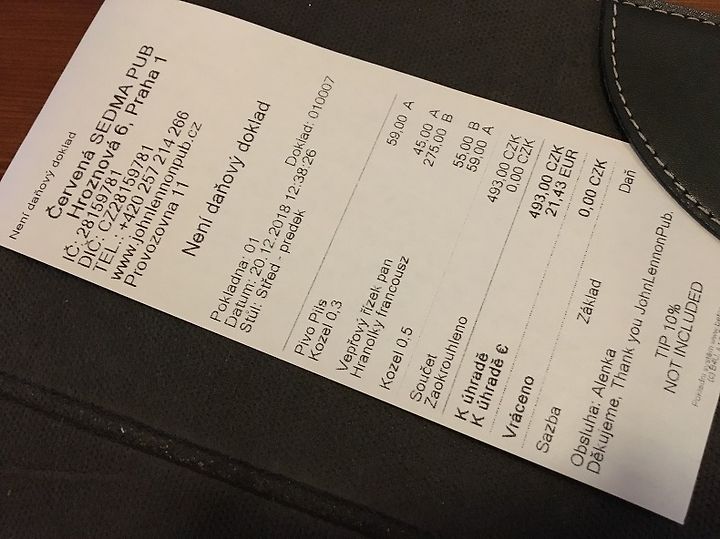 Není daňový doklad
Červená SEDMA PUB
Hroznová 6, Praha 1
IČ: 28159781
DIČ: CZ28159781
TEL.: +420 257 214 266
www.johnlennonpub.cz
Provozovna 11
Není daňový doklad
Pokladna: 01 Doklad: 010007
Datum: 20.12.2018 12:38:26
Stůl: Střed - predek
Pivo Pils 59,00 A
Kozel 0,3 45,00 A
Vepřový řízek pan 275,00 B
Hranolky francousz 55,00 B
Kozel 0.5 59,00 A
Součet 493,00 CZK
Zaokrouhleno 0,00 CZK
K úhradě 493,00 CZK
K úhradě € 21,43 EUR
Vráceno 0,00 CZK
Sazba Základ Daň
Obsluha: Alenka
Děkujeme, Thank you JohnLennonPub.
TIP 10%
NOT INCLUDED
Pokladní systém